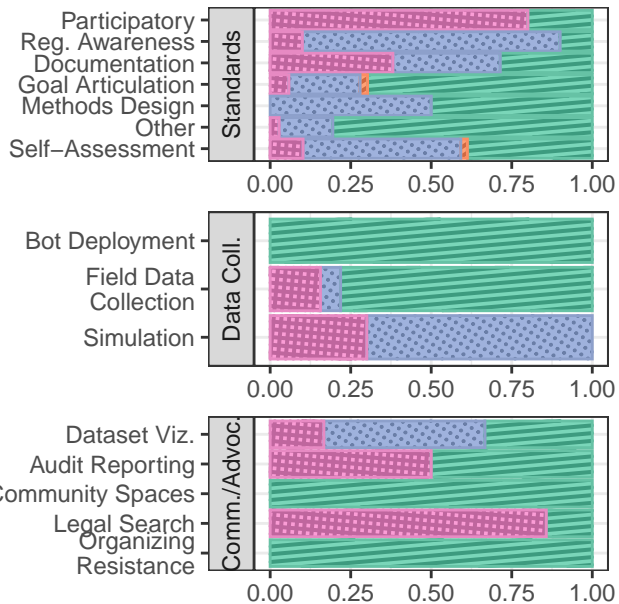 Participatory
Reg. Awareness
Documentation
Goal Articulation
Methods Design
Other
Self−Assessment
Standards
0.00 0.25 0.50 0.75 1.00
Bot Deployment
Field Data
Collection
Simulation
Data Coll.
0.00 0.25 0.50 0.75 1.00
Dataset Viz.
Audit Reporting
Community Spaces
Legal Search
Organizing
Resistance
Comm./Advoc.
0.00 0.25 0.50 0.75 1.00